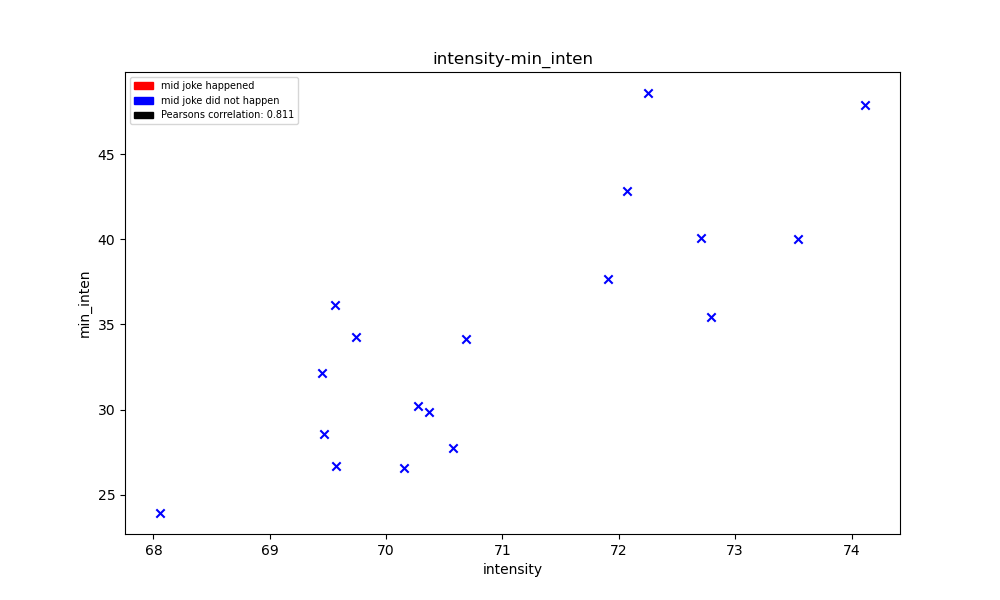 intensity-min_inten
mid joke happened
mid joke did not happen
Pearsons correlation: 0.811
45
40
35
30
25
min_inten
68 69 70 71 72 73 74
intensity